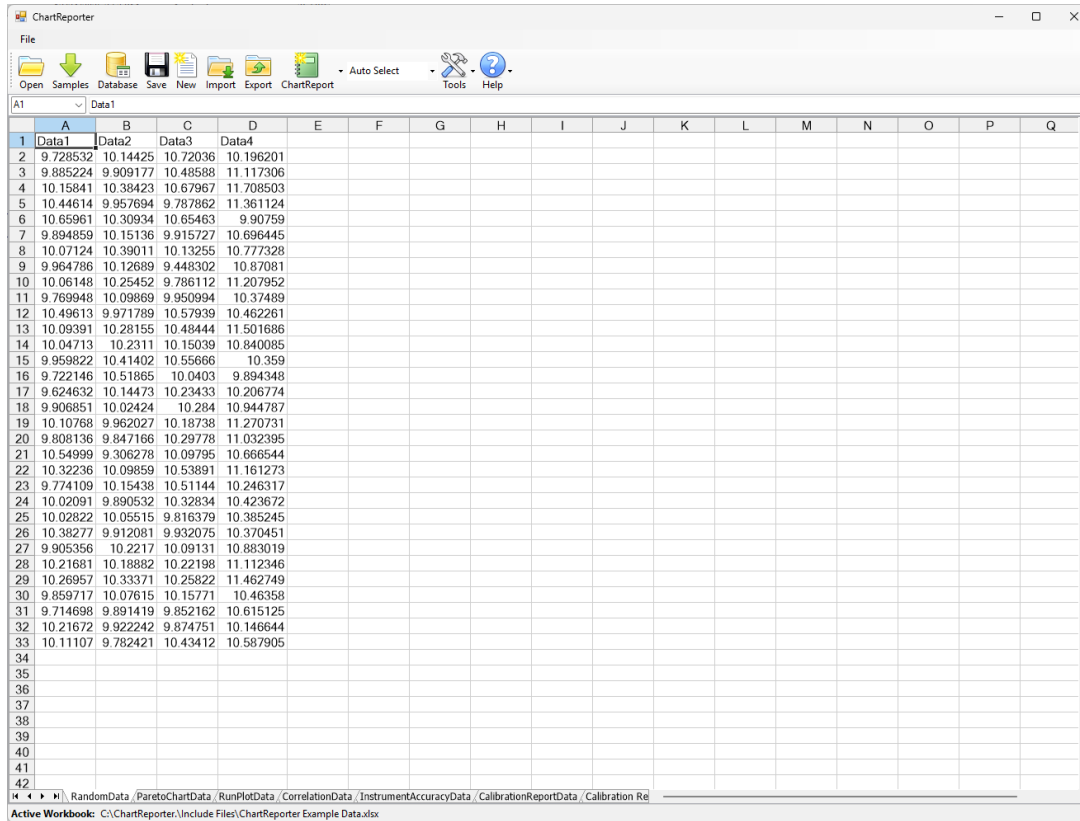 ChartReporter
File
Open Samples Database Save New Import Export ChartReport Auto Select Tools Help
A1 Data1
A B C D E F G H I J K L M N O P Q
1 Data1 Data2 Data3 Data4
2 9.728532 10.14425 10.72036 10.196201
3 9.885224 9.909177 10.48588 11.117306
4 10.15841 10.38423 10.67967 11.708503
5 10.44614 9.957694 9.787862 11.361124
6 10.65961 10.30934 10.65463 9.90759
7 9.894859 10.15136 9.915727 10.696445
8 10.07124 10.39011 10.13255 10.777328
9 9.964786 10.12689 9.448302 10.87081
10 10.06148 10.25452 9.786112 11.207952
11 9.769948 10.09869 9.950994 10.37489
12 10.49613 9.971789 10.57939 10.462261
13 10.09391 10.28155 10.48444 11.501686
14 10.04713 10.2311 10.15039 10.840085
15 9.959822 10.41402 10.55666 10.359
16 9.722146 10.51865 10.0403 9.894348
17 9.624632 10.14473 10.23433 10.206774
18 9.906851 10.02424 10.284 10.944787
19 10.10768 9.962027 10.18738 11.270731
20 9.808136 9.847166 10.29778 11.032395
21 10.54999 9.306278 10.09795 10.666544
22 10.32236 10.09859 10.53891 11.161273
23 9.774109 10.15438 10.51144 10.246317
24 10.02091 9.890532 10.32834 10.423672
25 10.02822 10.05515 9.816379 10.385245
26 10.38277 9.912081 9.932075 10.370451
27 9.905356 10.2217 10.09131 10.883019
28 10.21681 10.18882 10.22198 11.112346
29 10.26957 10.33371 10.25822 11.462749
30 9.859717 10.07615 10.15771 10.46358
31 9.714698 9.891419 9.852162 10.615125
32 10.21672 9.922242 9.874751 10.146644
33 10.11107 9.782421 10.43412 10.587905
34
35
36
37
38
39
40
41
42
RandomData ParetoChartData RunPlotData CorrelationData InstrumentAccuracyData CalibrationReportData Calibration Re
Active Workbook: C:\ChartReporter.\Include Files\ChartReporter Example Data.xlsx